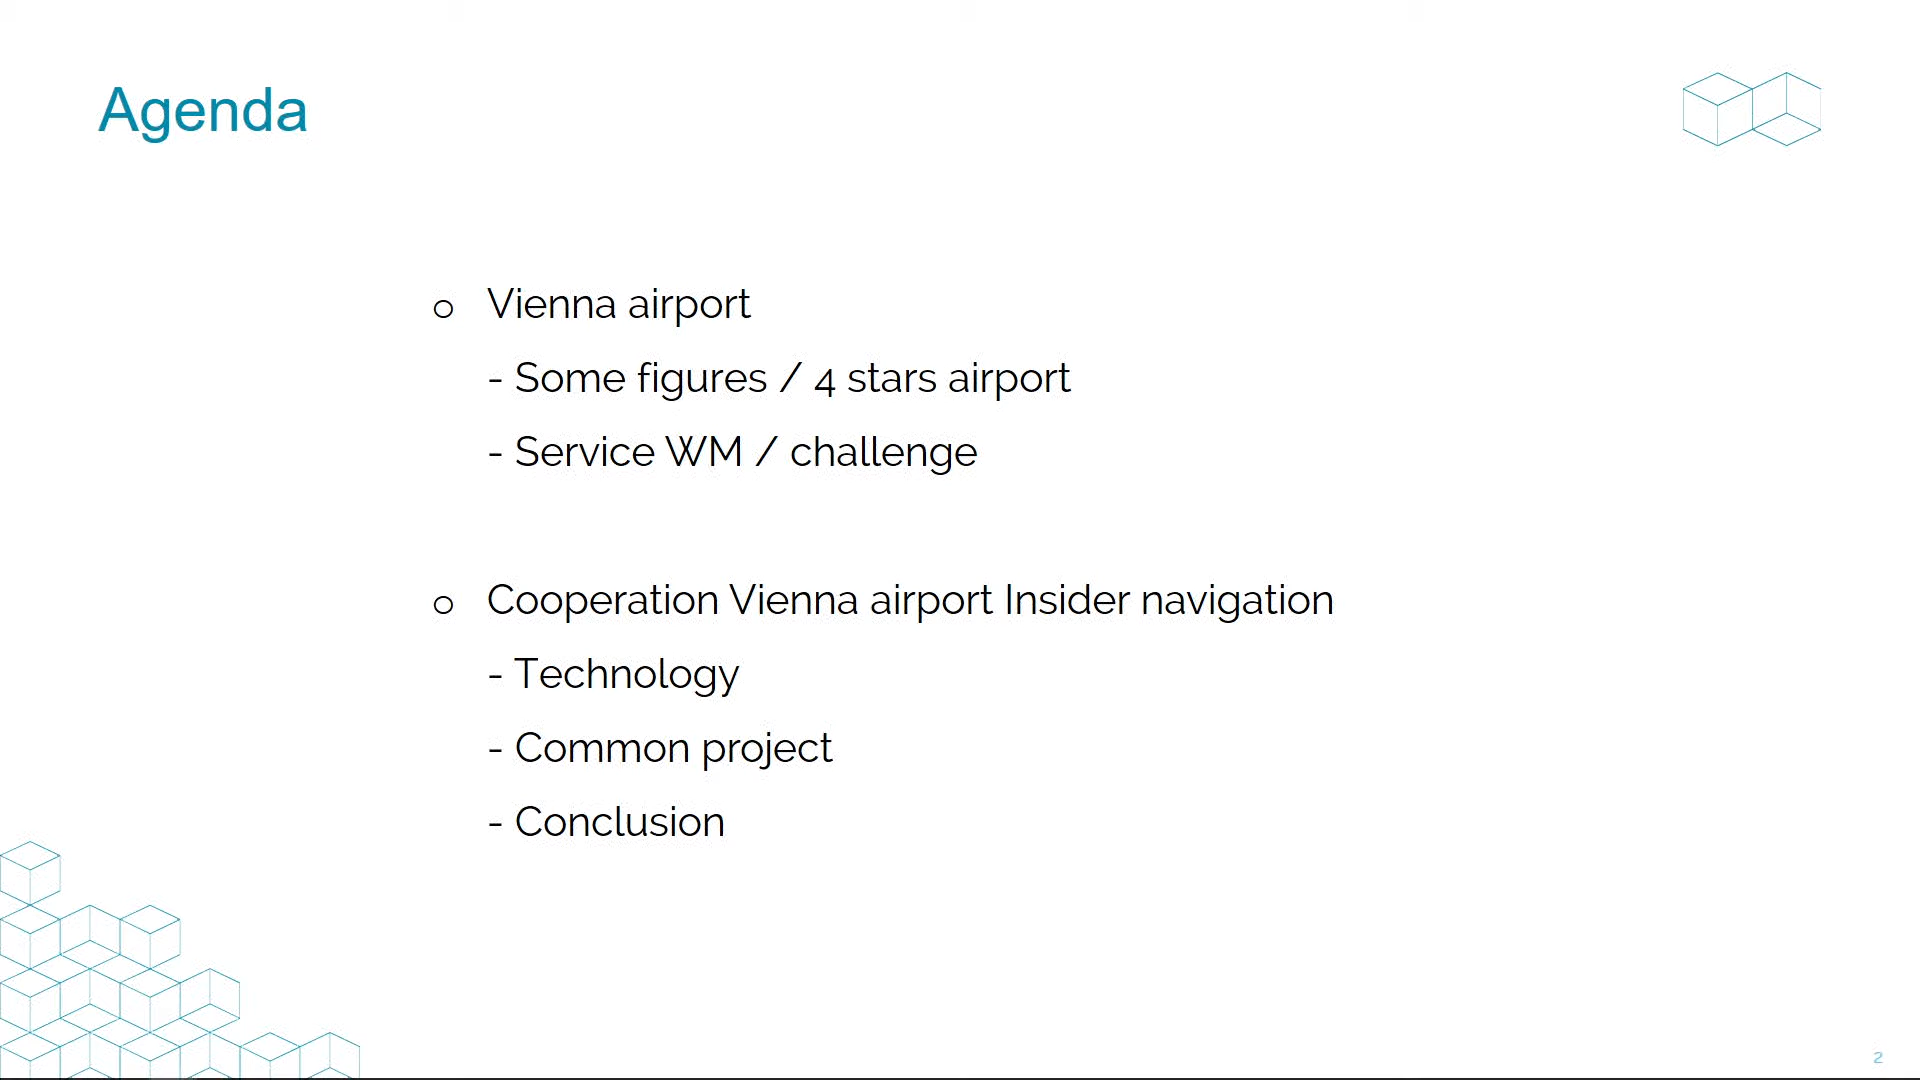 Agenda
o Vienna airport
- Some figures / 4 stars airport
- Service WM / challenge
o Cooperation Vienna airport Insider navigation
- Technology
- Common project
- Conclusion
2